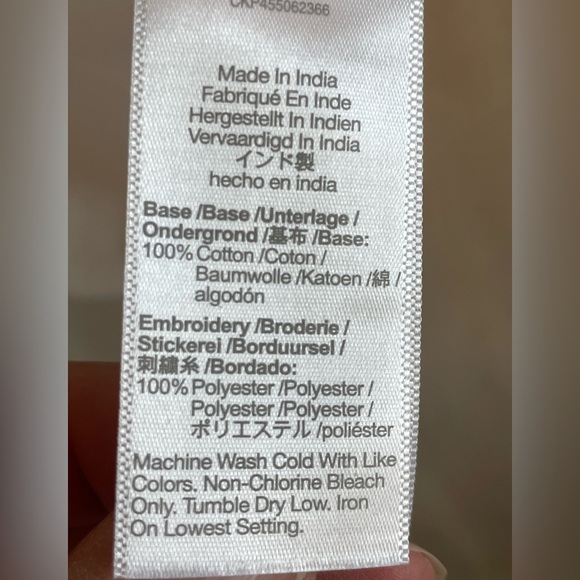 CKP455062366
Made In India
Fabriqué En Inde
Hergestellt In Indien
Vervaardigd In India
インド製
hecho en india
Base /Base /Unterlage /
Ondergrond /基布 /Base:
100% Cotton /Coton /
Baumwolle /Katoen /綿 /
algodón
Embroidery /Broderie /
Stickerei /Borduursel /
刺繍糸 /Bordado:
100% Polyester /Polyester /
Polyester /Polyester /
ポリエステル /poliéster
Machine Wash Cold With Like
Colors. Non-Chlorine Bleach
Only. Tumble Dry Low. Iron
On Lowest Setting.